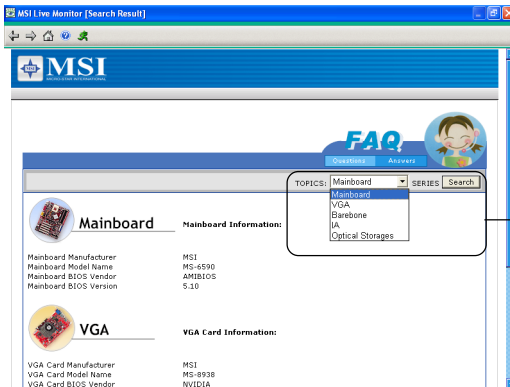 MSI Live Monitor [Search Result]
MSI
MICRO-STAR INTERNATIONAL
FAQ
Questions Answers
TOPICS: Mainboard SERIES Search
Mainboard
VGA
Barebone
IA
Optical Storages
Mainboard Mainboard Information:
Mainboard Manufacturer MSI
Mainboard Model Name MS-6590
Mainboard BIOS Vendor AMIBIOS
Mainboard BIOS Version 5.10
VGA VGA Card Information:
VGA Card Manufacturer MSI
VGA Card Model Name MS-8938
VGA Card BIOS Vendor NVIDIA